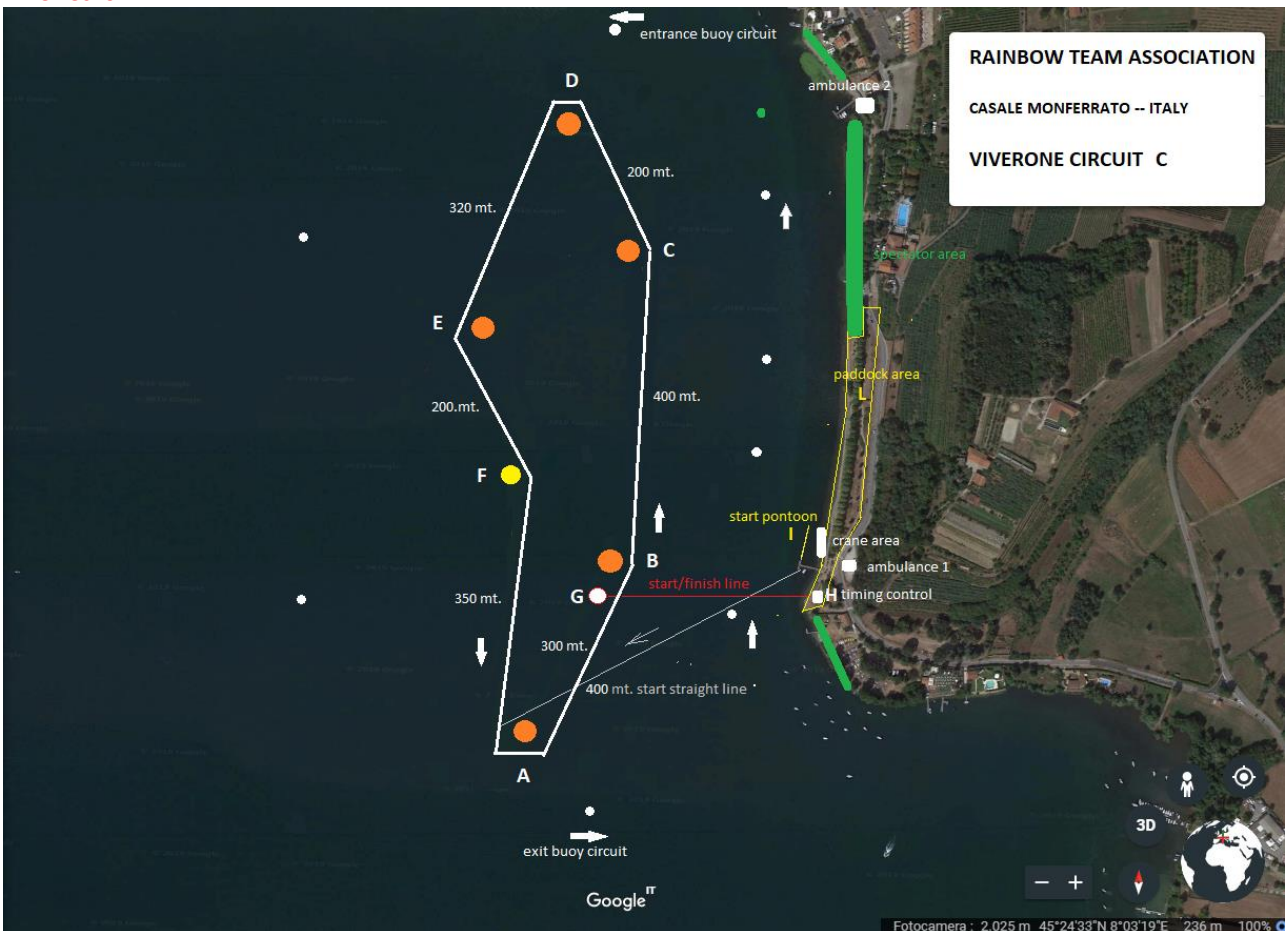 entrance buoy circuit
RAINBOW TEAM ASSOCIATION
CASALE MONFERRATO -- ITALY
VIVERONE CIRCUIT C
ambulance 2
D
200 mt.
320 mt.
C
spectator area
E
paddock area
L
400 mt.
200.mt.
F
start pontoon
I
crane area
B
ambulance 1
start/finish line
G
H timing control
350 mt.
300 mt.
400 mt. start straight line
A
3D
exit buoy circuit
Google IT
Fotocamera : 2.025 m 45°24'33"N 8°03'19"E 236 m 100%